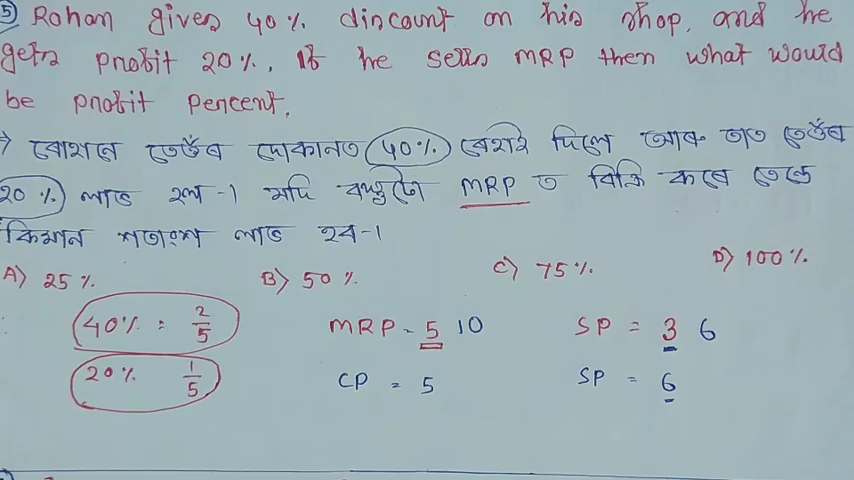 ⑤ Rohan gives 40% discount on his shop, and he
gets profit 20%, If he sells MRP then what would
be profit percent.
→ ৰোহানে তেওঁৰ দোকানত 40% ৰেহাই দিলে আৰু তাত তেওঁৰ
20% লাভ হল। যদি বস্তুটো MRP ত বিক্ৰি কৰে তেন্তে
কিমান শতাংশ লাভ হব।
A) 25% B) 50% C) 75% D) 100%
40% = 2/5 MRP = 5 10 SP = 3 6
20% 1/5 CP = 5 SP = 6